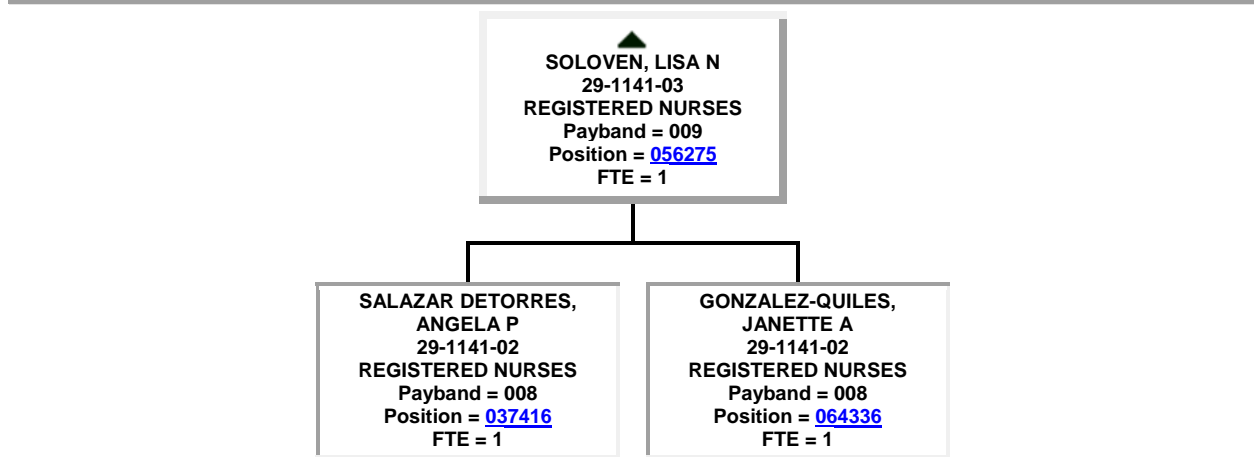 SOLOVEN, LISA N
29-1141-03
REGISTERED NURSES
Payband = 009
Position = 056275
FTE = 1
SALAZAR DETORRES,
ANGELA P
29-1141-02
REGISTERED NURSES
Payband = 008
Position = 037416
FTE = 1
GONZALEZ-QUILES,
JANETTE A
29-1141-02
REGISTERED NURSES
Payband = 008
Position = 064336
FTE = 1